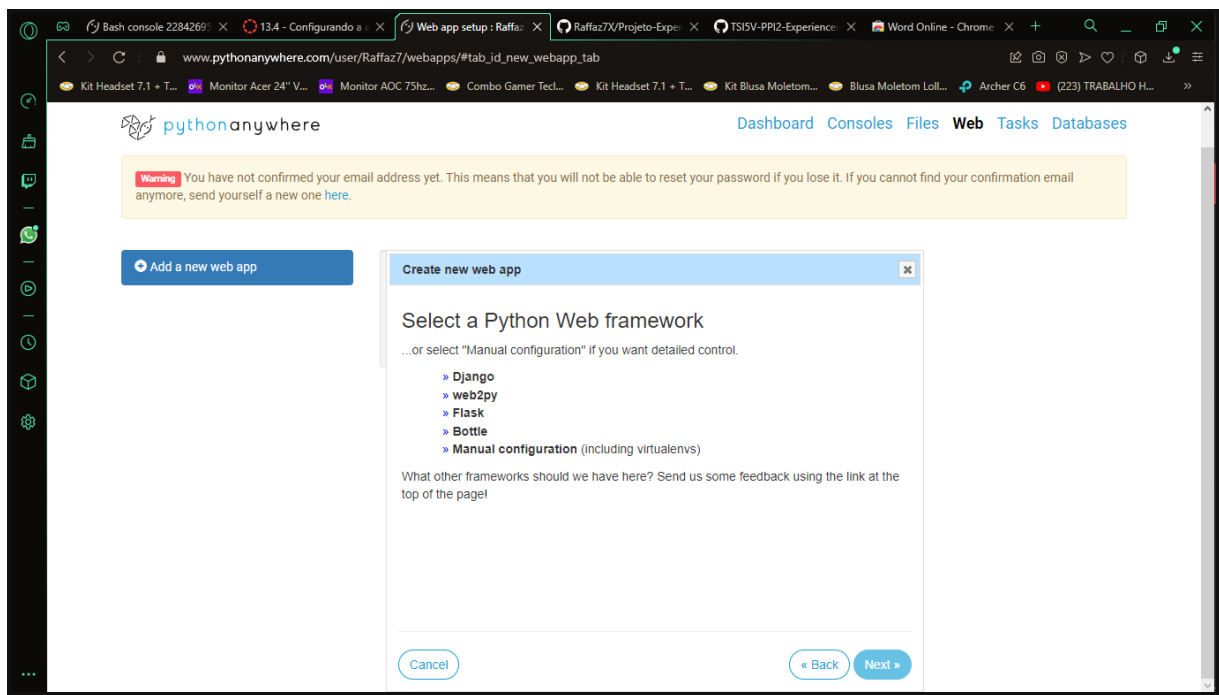 Bash console 22842695
13.4 - Configurando a a
Web app setup : Raffaz
Raffaz7X/Projeto-Exper
TSI5V-PPI2-Experiencei
Word Online - Chrome
www.pythonanywhere.com/user/Raffaz7/webapps/#tab_id_new_webapp_tab
Kit Headset 7.1 + T...
olx
Monitor Acer 24" V...
olx
Monitor AOC 75hz...
Combo Gamer Tecl...
Kit Headset 7.1 + T...
Kit Blusa Moletom...
Blusa Moletom Loll...
Archer C6
(223) TRABALHO H...
»
pythonanywhere
Dashboard Consoles Files Web Tasks Databases
Warning You have not confirmed your email address yet. This means that you will not be able to reset your password if you lose it. If you cannot find your confirmation email
anymore, send yourself a new one here.
Add a new web app
Create new web app
Select a Python Web framework
...or select "Manual configuration" if you want detailed control.
» Django
» web2py
» Flask
» Bottle
» Manual configuration (including virtualenvs)
What other frameworks should we have here? Send us some feedback using the link at the
top of the page!
Cancel
« Back
Next »